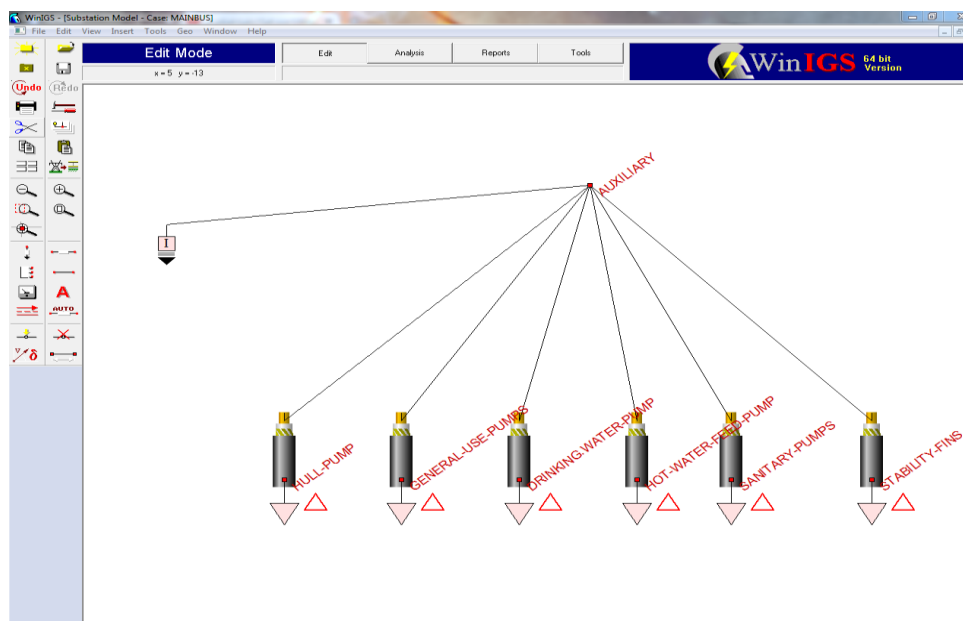 WinIGS - [Substation Model - Case: MAINBUS]
File Edit View Insert Tools Geo Window Help
Edit Mode
Edit Analysis Reports Tools
x = 5 y = -13
WinIGS 64 bit Version
Undo Redo
A
AUTO
δ
I
AUXILIARY
HULL-PUMP
GENERAL-USE-PUMPS
DRINKING.WATER-PUMP
HOT-WATER-FEED-PUMP
SANITARY-PUMPS
STABILITY-FINS